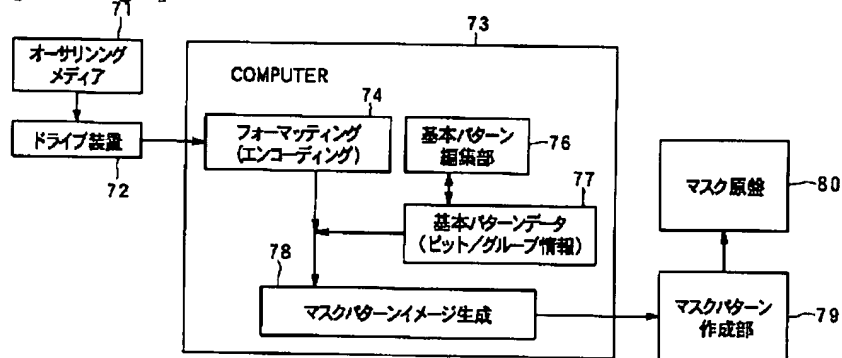 71
オーサリンング
メディア
ドライブ装置
72
73
COMPUTER
74
フォーマッティング
(エンコーディング)
基本パターン
編集部
76
77
基本パターンデータ
(ピット/グルーブ情報)
78
マスクパターンイメージ生成
マスク原盤
80
マスクパターン
作成部
79